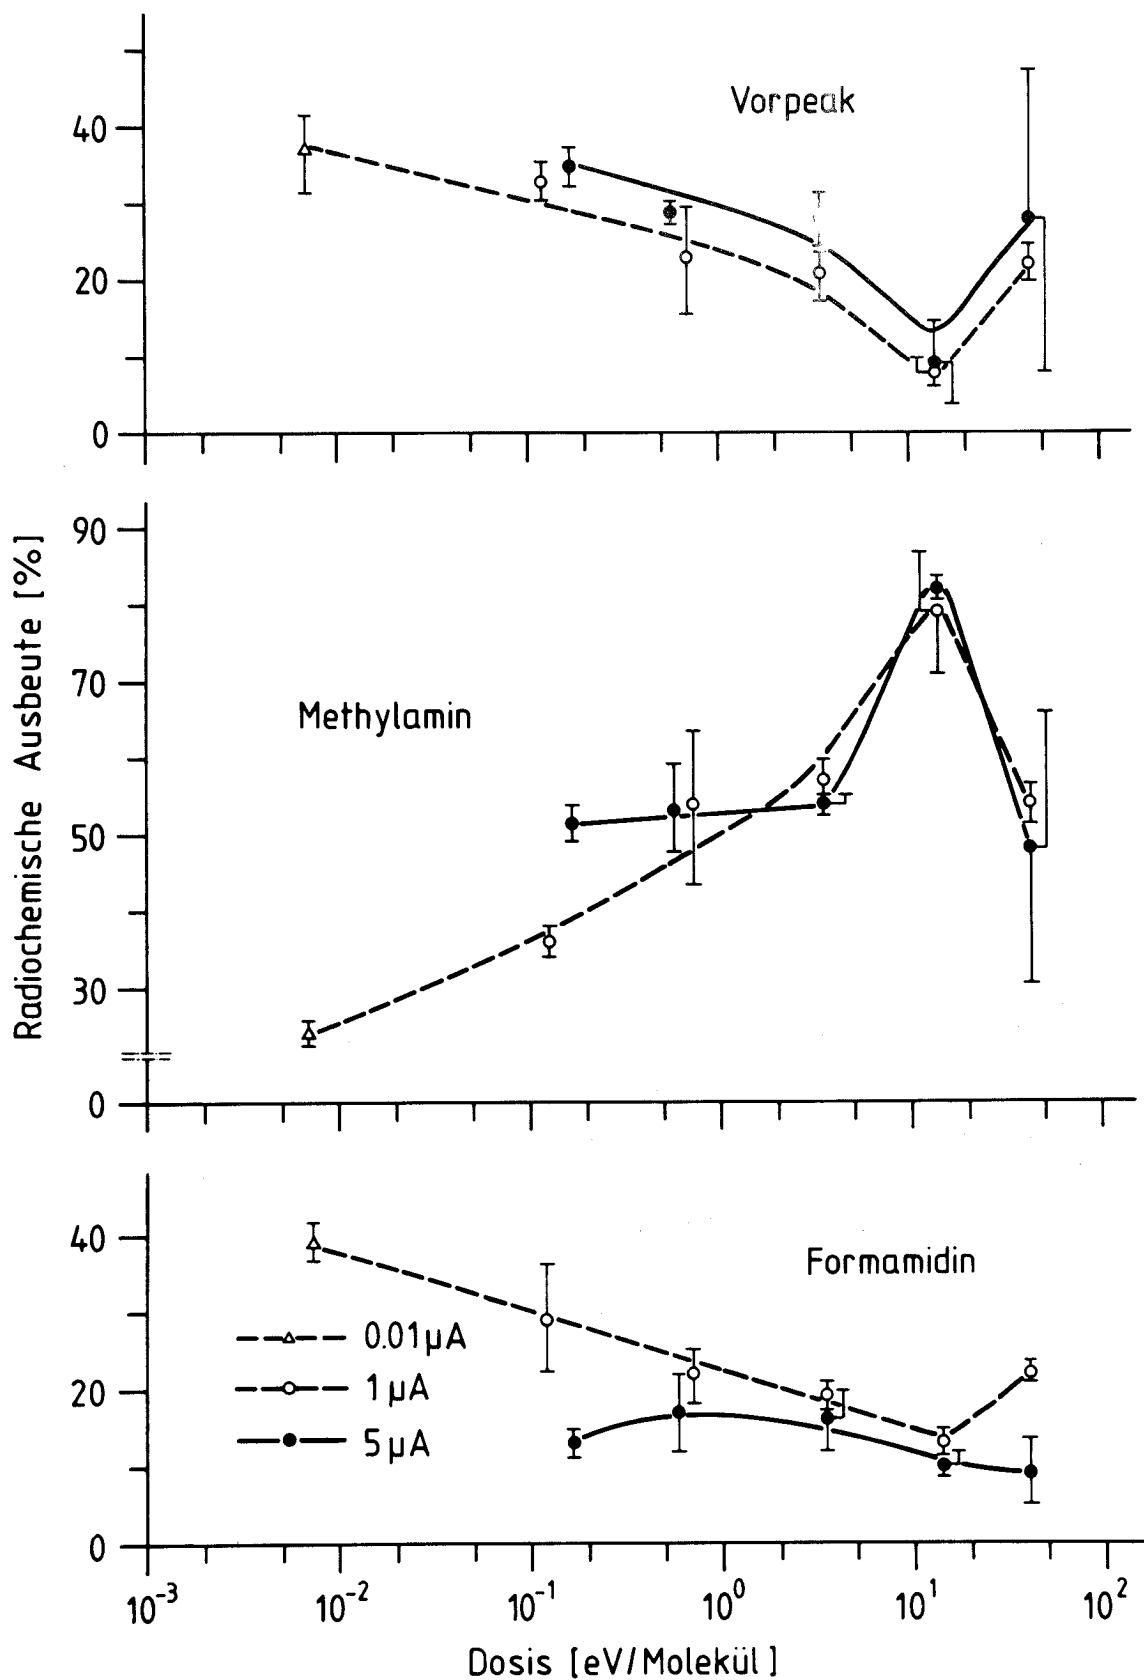 Vorpeak
40
20
0
Radiochemische Ausbeute [%]
90
70
Methylamin
50
30
0
40
Formamidin
0.01 µA
1 µA
20
5 µA
0
10⁻³ 10⁻² 10⁻¹ 10⁰ 10¹ 10²
Dosis [eV/Molekül]